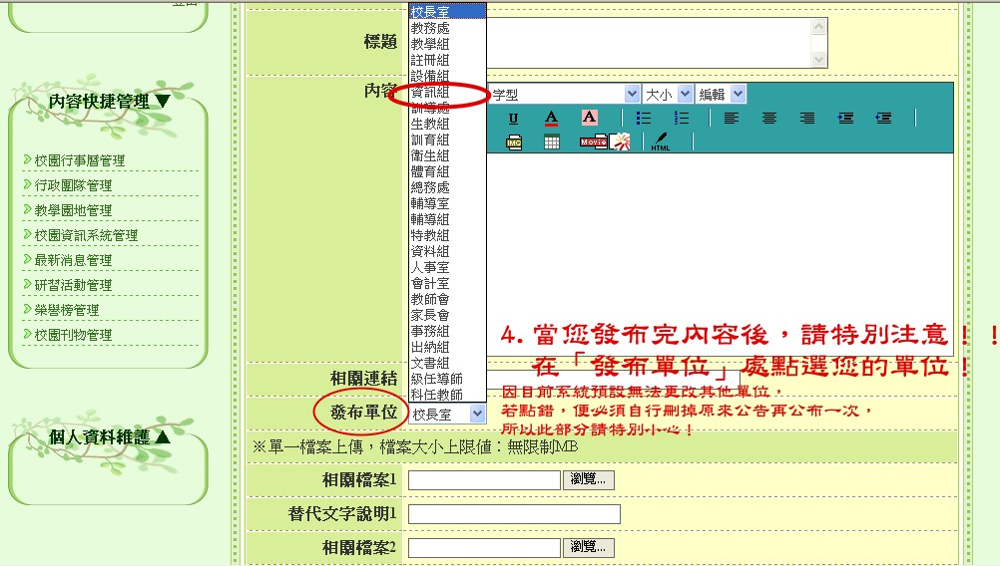 登出
內容快捷管理 ▼
校園行事曆管理
行政團隊管理
教學園地管理
校園資訊系統管理
最新消息管理
研習活動管理
榮譽榜管理
校園刊物管理
個人資料維護 ▲
標題
內容
字型
大小
編輯
U
A
A
IMG
Movie
HTML
校長室
教務處
教學組
註冊組
設備組
資訊組
訓導處
生教組
訓育組
衛生組
體育組
總務處
輔導室
輔導組
特教組
資料組
人事室
會計室
教師會
家長會
事務組
出納組
文書組
級任導師
科任教師
4. 當您發布完內容後，請特別注意！！
在「發布單位」處點選您的單位！
因目前系統預設無法更改其他單位，
若點錯，便必須自行刪掉原來公告再公布一次，
所以此部分請特別小心！
相關連結
發布單位
校長室
※單一檔案上傳，檔案大小上限值：無限制MB
相關檔案1
瀏覽...
替代文字說明1
相關檔案2
瀏覽...